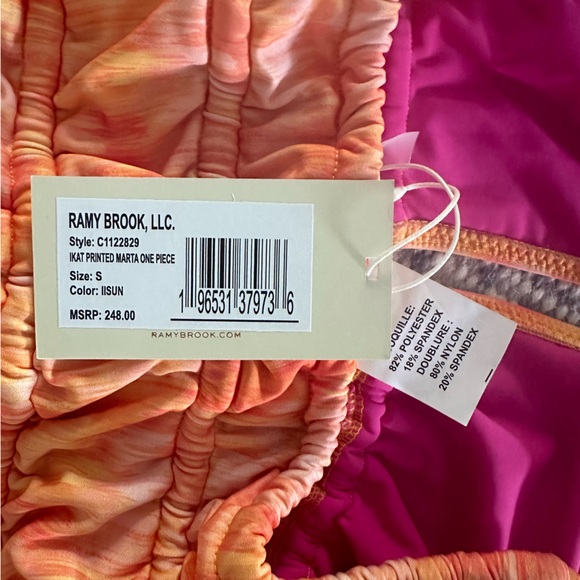 RAMY BROOK, LLC.
Style: C1122829
IKAT PRINTED MARTA ONE PIECE
Size: S
Color: IISUN
MSRP: 248.00
1 96531 37973 6
RAMYBROOK.COM
82% POLYESTER
18% SPANDEX
DOUBLURE :
80% NYLON
20% SPANDEX